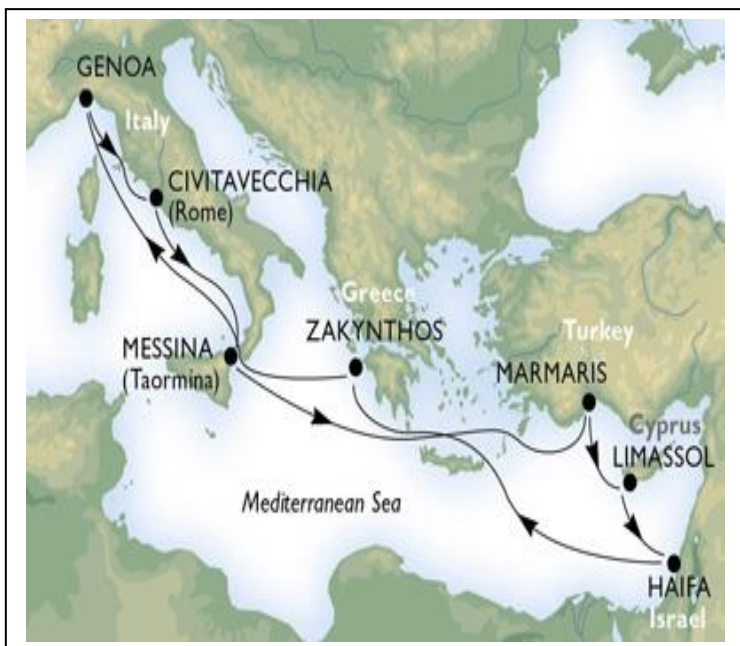 GENOA
Italy
CIVITAVECCHIA
(Rome)
Greece
ZAKYNTHOS
Turkey
MESSINA
(Taormina)
MARMARIS
Cyprus
LIMASSOL
Mediterranean Sea
HAIFA
Israel